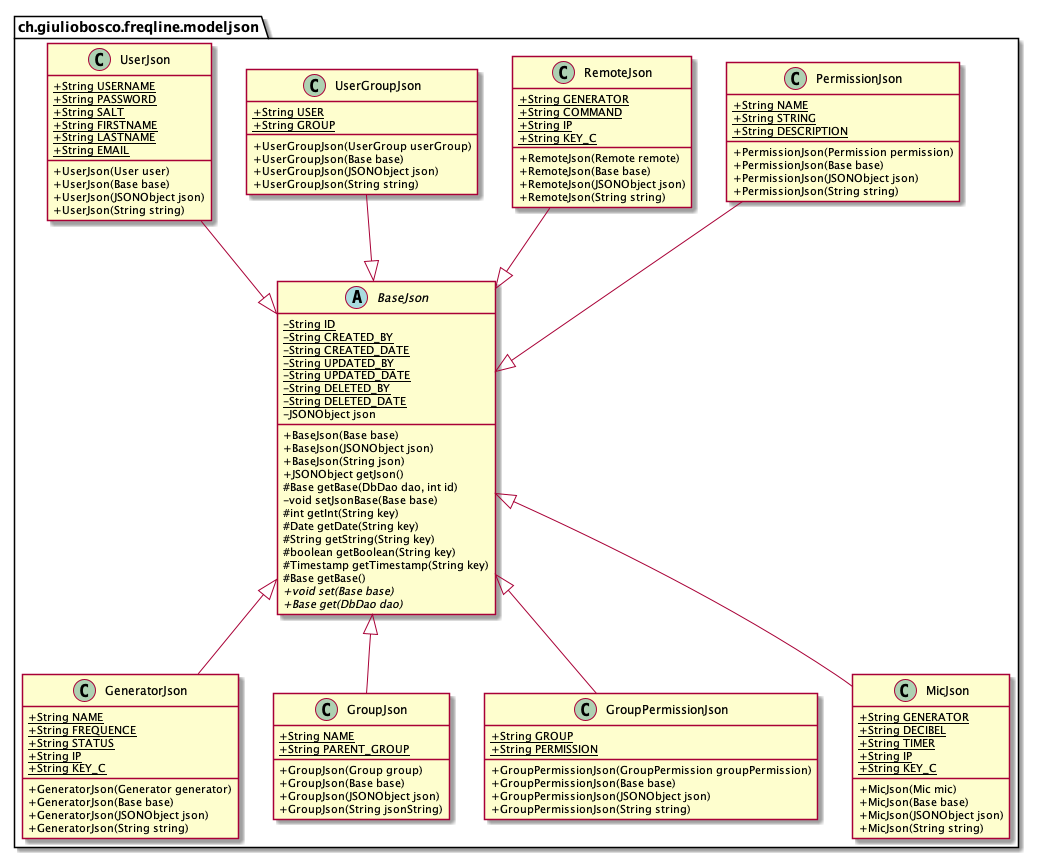 ch.giuliobosco.freqline.modeljson
C UserJson
+String USERNAME
+String PASSWORD
+String SALT
+String FIRSTNAME
+String LASTNAME
+String EMAIL
+UserJson(User user)
+UserJson(Base base)
+UserJson(JSONObject json)
+UserJson(String string)
C UserGroupJson
+String USER
+String GROUP
+UserGroupJson(UserGroup userGroup)
+UserGroupJson(Base base)
+UserGroupJson(JSONObject json)
+UserGroupJson(String string)
C RemoteJson
+String GENERATOR
+String COMMAND
+String IP
+String KEY_C
+RemoteJson(Remote remote)
+RemoteJson(Base base)
+RemoteJson(JSONObject json)
+RemoteJson(String string)
C PermissionJson
+String NAME
+String STRING
+String DESCRIPTION
+PermissionJson(Permission permission)
+PermissionJson(Base base)
+PermissionJson(JSONObject json)
+PermissionJson(String string)
A BaseJson
-String ID
-String CREATED_BY
-String CREATED_DATE
-String UPDATED_BY
-String UPDATED_DATE
-String DELETED_BY
-String DELETED_DATE
-JSONObject json
+BaseJson(Base base)
+BaseJson(JSONObject json)
+BaseJson(String json)
+JSONObject getJson()
#Base getBase(DbDao dao, int id)
-void setJsonBase(Base base)
#int getInt(String key)
#Date getDate(String key)
#String getString(String key)
#boolean getBoolean(String key)
#Timestamp getTimestamp(String key)
#Base getBase()
+void set(Base base)
+Base get(DbDao dao)
C GeneratorJson
+String NAME
+String FREQUENCE
+String STATUS
+String IP
+String KEY_C
+GeneratorJson(Generator generator)
+GeneratorJson(Base base)
+GeneratorJson(JSONObject json)
+GeneratorJson(String string)
C GroupJson
+String NAME
+String PARENT_GROUP
+GroupJson(Group group)
+GroupJson(Base base)
+GroupJson(JSONObject json)
+GroupJson(String jsonString)
C GroupPermissionJson
+String GROUP
+String PERMISSION
+GroupPermissionJson(GroupPermission groupPermission)
+GroupPermissionJson(Base base)
+GroupPermissionJson(JSONObject json)
+GroupPermissionJson(String string)
C MicJson
+String GENERATOR
+String DECIBEL
+String TIMER
+String IP
+String KEY_C
+MicJson(Mic mic)
+MicJson(Base base)
+MicJson(JSONObject json)
+MicJson(String string)